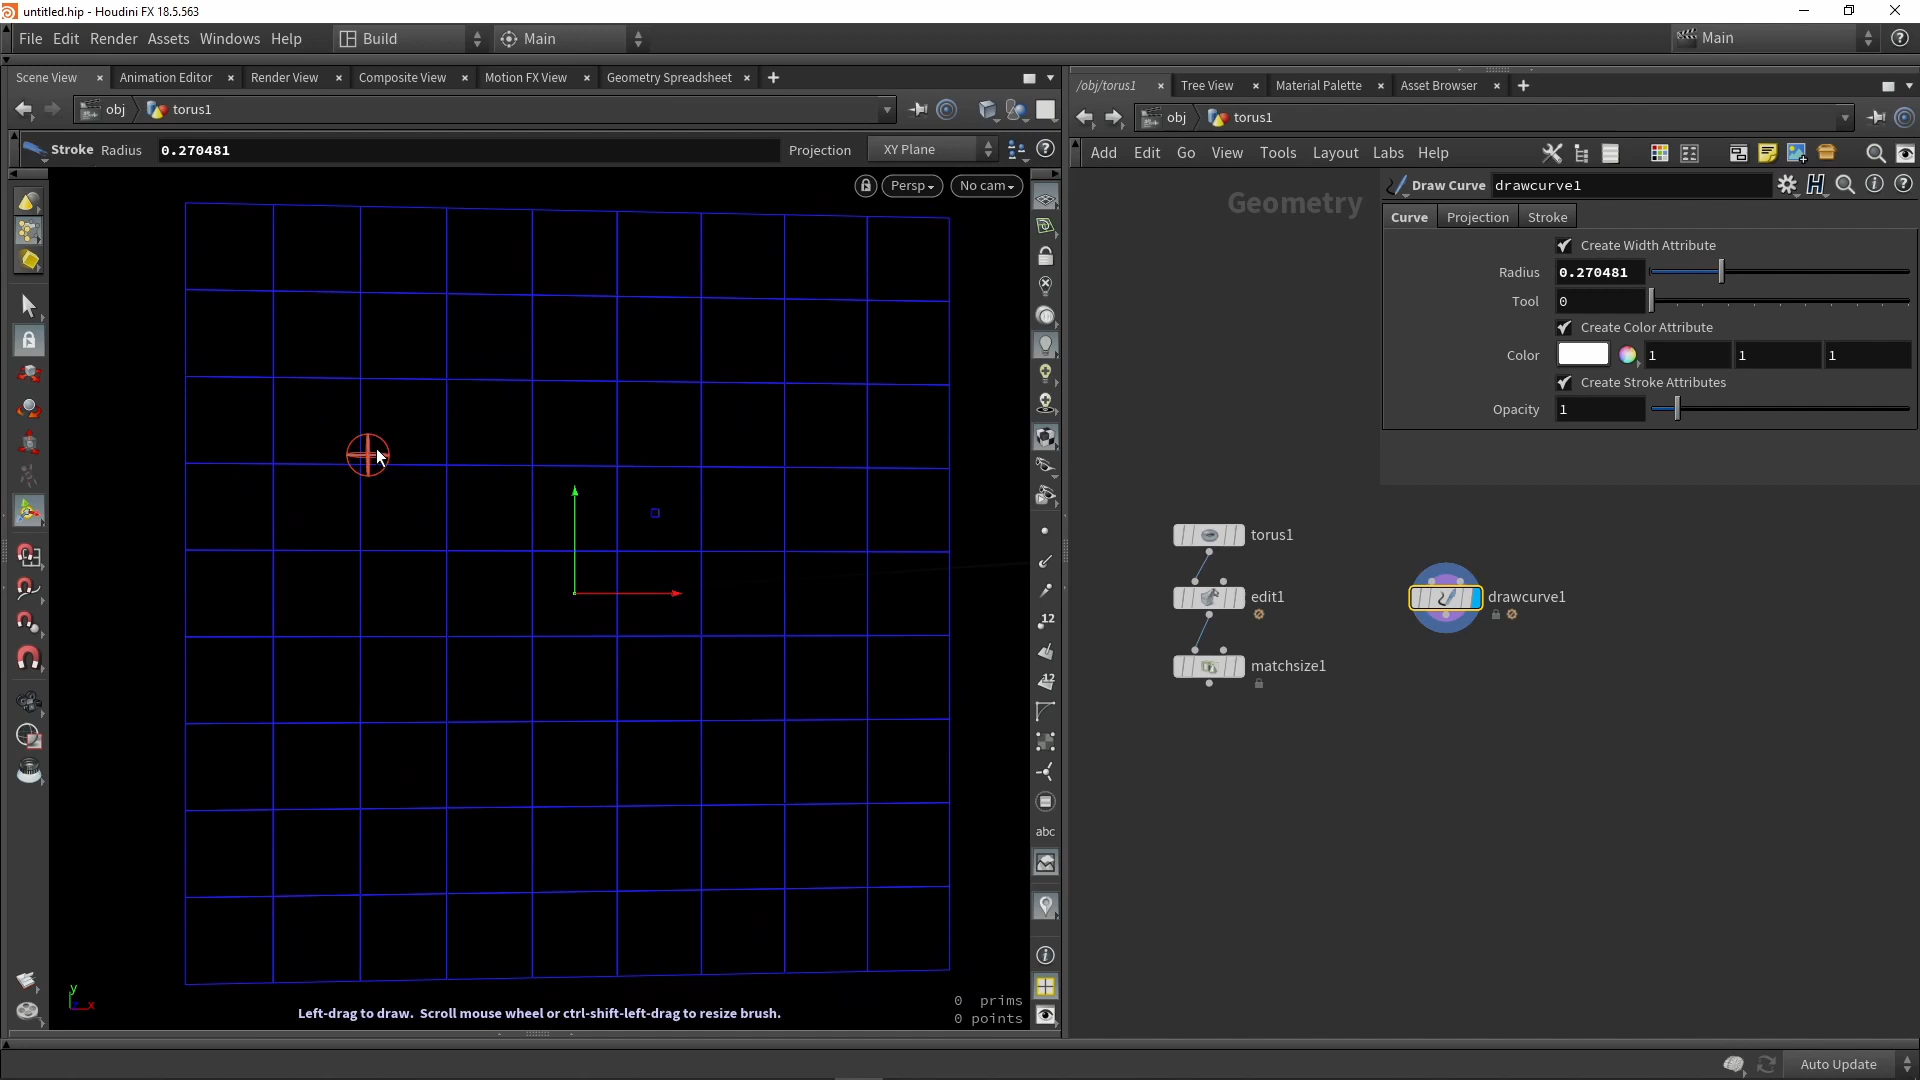 untitled.hip - Houdini FX 18.5.563
File Edit Render Assets Windows Help Build Main Main
Scene View Animation Editor Render View Composite View Motion FX View Geometry Spreadsheet
obj torus1
Stroke Radius 0.270481 Projection XY Plane
Persp No cam
12
12
abc
y
x
0 prims
0 points
Left-drag to draw. Scroll mouse wheel or ctrl-shift-left-drag to resize brush.
/obj/torus1 Tree View Material Palette Asset Browser
obj torus1
Add Edit Go View Tools Layout Labs Help
Geometry
Draw Curve drawcurve1
Curve Projection Stroke
Create Width Attribute
Radius 0.270481
Tool 0
Create Color Attribute
Color 1 1 1
Create Stroke Attributes
Opacity 1
torus1
edit1
drawcurve1
matchsize1
Auto Update